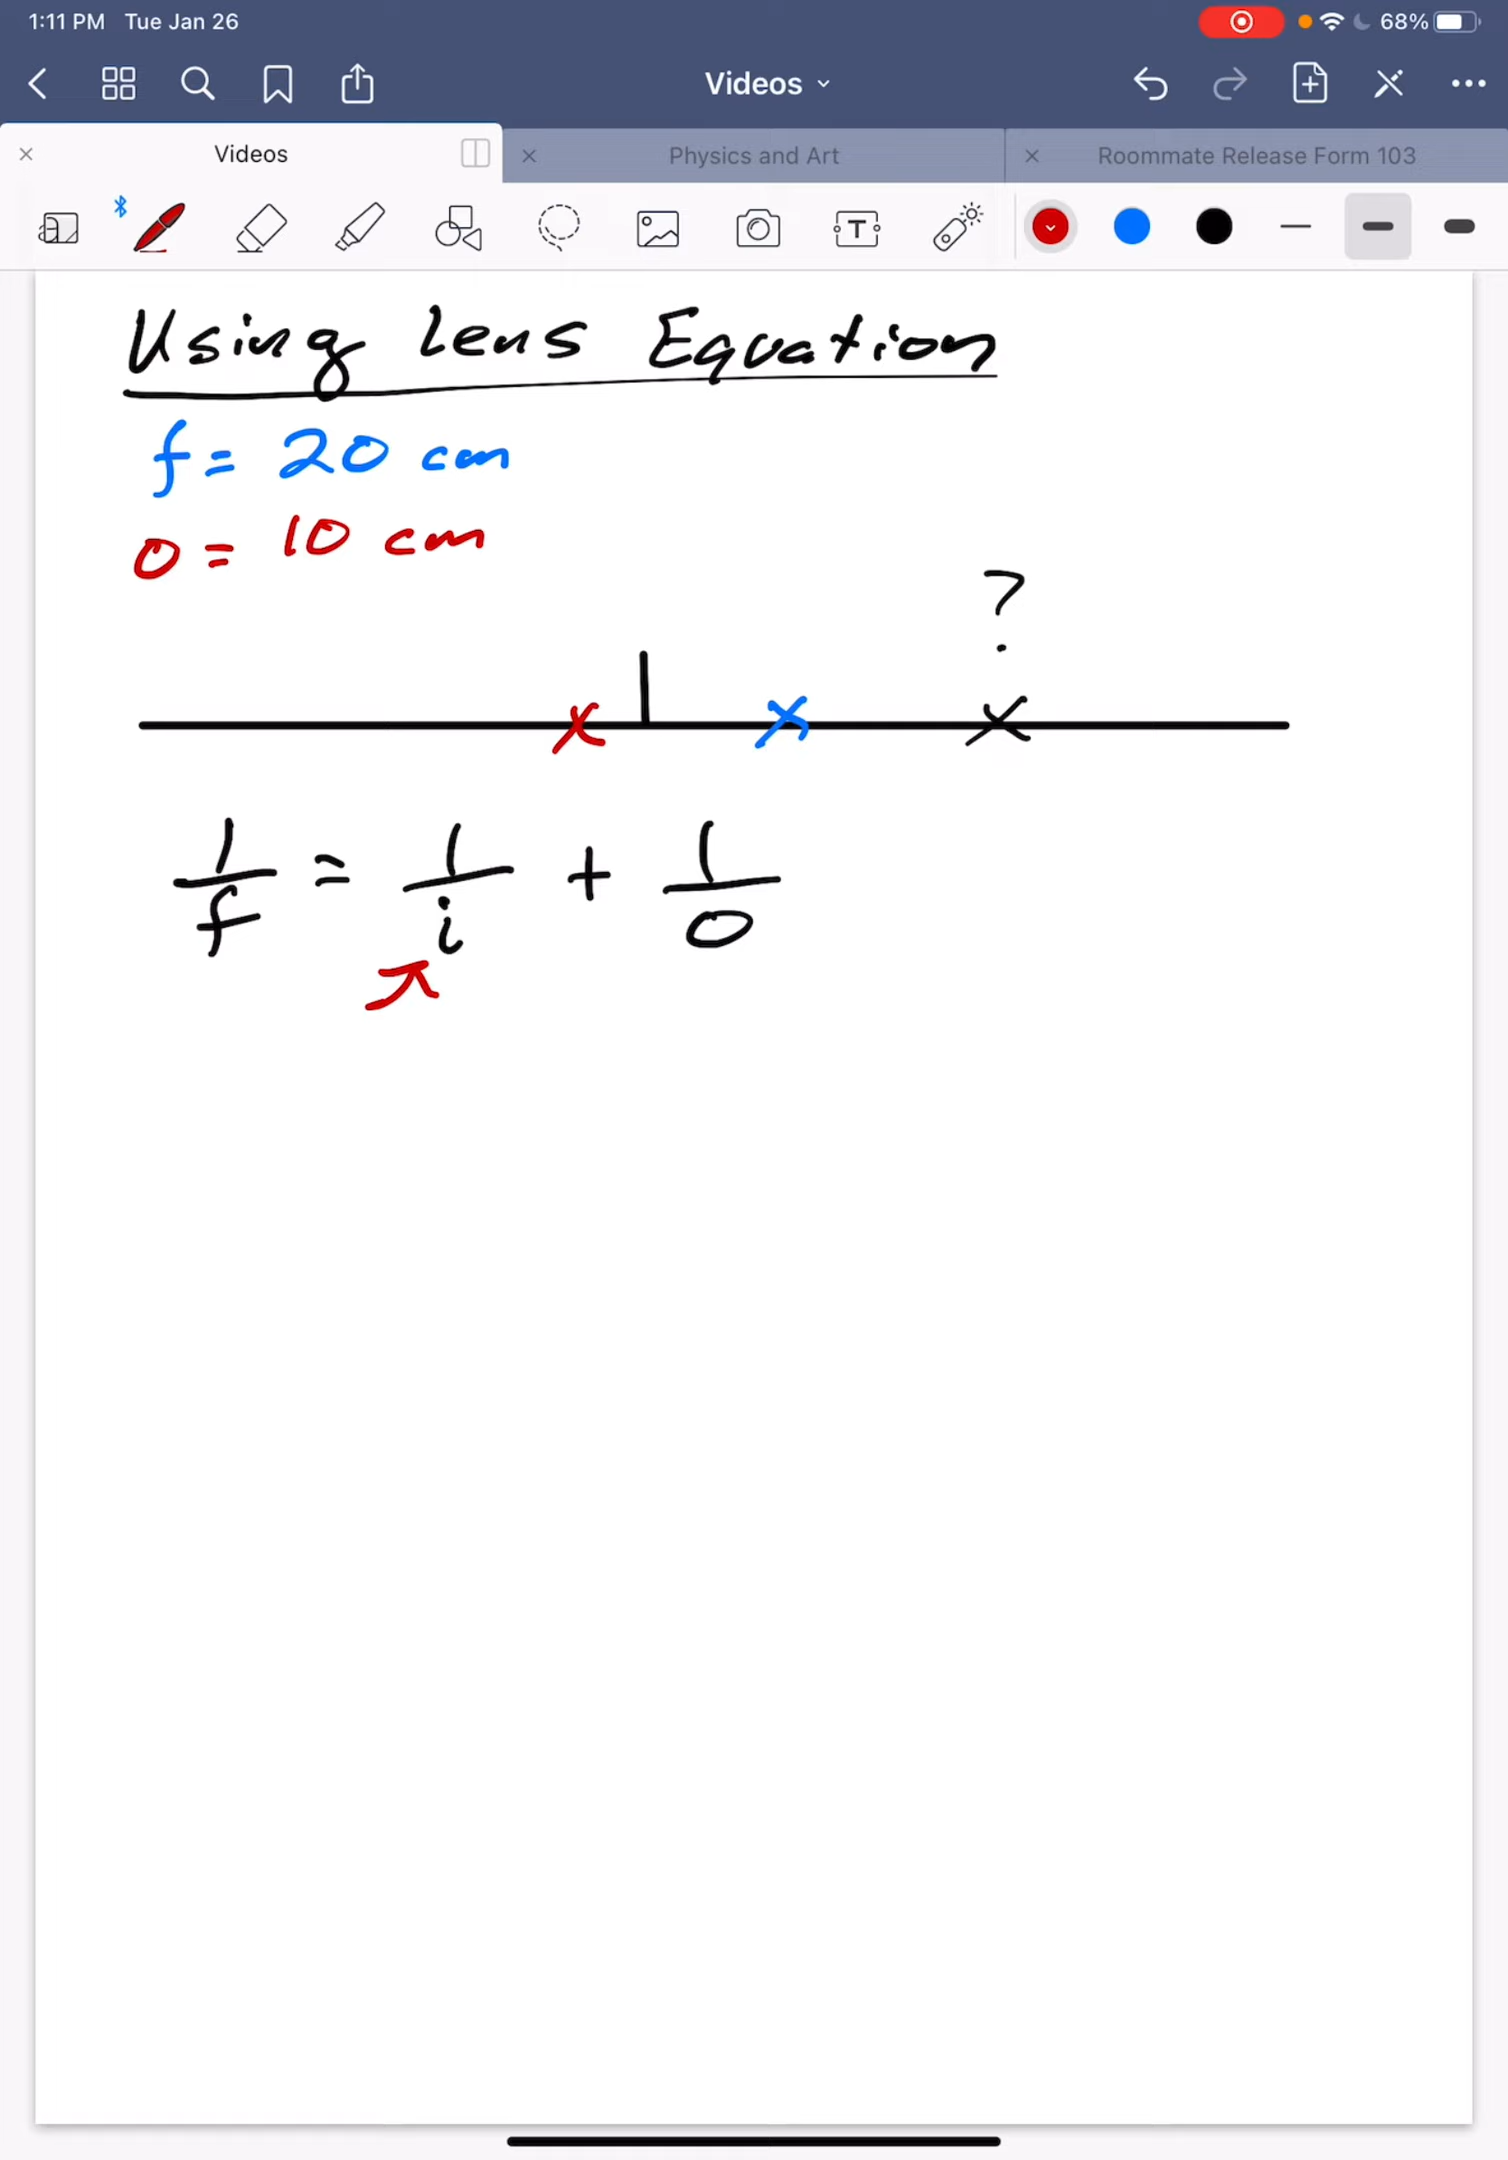 1:11 PM Tue Jan 26 68%
Videos
Videos Physics and Art Roommate Release Form 103
Using Lens Equation
f = 20 cm
o = 10 cm
?
1/f = 1/i + 1/o